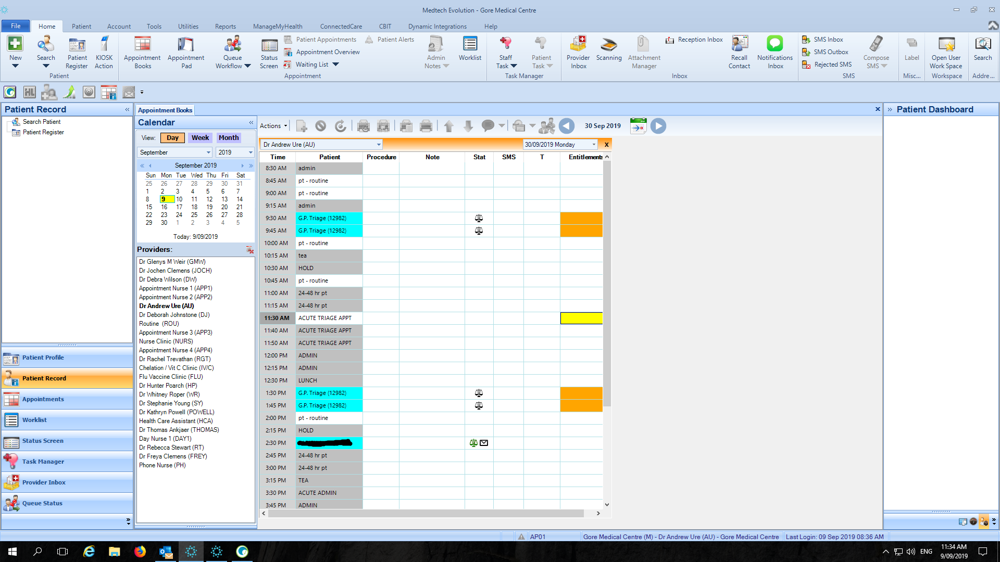 Medtech Evolution - Gore Medical Centre
File Home Patient Account Tools Utilities Reports ManageMyHealth ConnectedCare CBIT Dynamic Integrations Help
New
Search
Patient Register
KIOSK Action
Patient
Appointment Books
Appointment Pad
Queue Workflow
Status Screen
Patient Appointments
Appointment Overview
Waiting List
Patient Alerts
Admin Notes
Worklist
Appointment
Staff Task
Patient Task
Task Manager
Provider Inbox
Scanning
Attachment Manager
Reception Inbox
Recall Contact
Notifications Inbox
Inbox
SMS Inbox
SMS Outbox
Rejected SMS
Compose SMS
SMS
Label
Misc...
Open User Work Space
Workspace
Search
Addre...
HL
Patient Record
Search Patient
Patient Register
Patient Profile
Patient Record
Appointments
Worklist
Status Screen
Task Manager
Provider Inbox
Queue Status
Appointment Books
Calendar
View: Day Week Month
September 2019
September 2019
Sun Mon Tue Wed Thu Fri Sat
25 26 27 28 29 30 31
1 2 3 4 5 6 7
8 9 10 11 12 13 14
15 16 17 18 19 20 21
22 23 24 25 26 27 28
29 30 1 2 3 4 5
Today: 9/09/2019
Providers:
Dr Glenys M Weir (GMW)
Dr Jochen Clemens (JOCH)
Dr Debra Wilson (DW)
Appointment Nurse 1 (APP1)
Appointment Nurse 2 (APP2)
Dr Andrew Ure (AU)
Dr Deborah Johnstone (DJ)
Routine (ROU)
Appointment Nurse 3 (APP3)
Nurse Clinic (NURS)
Appointment Nurse 4 (APP4)
Dr Rachel Trevathan (RGT)
Chelation / Vit C Clinic (IV/C)
Flu Vaccine Clinic (FLU)
Dr Hunter Poarch (HP)
Dr Whitney Roper (WR)
Dr Stephanie Young (SY)
Dr Kathryn Powell (POWELL)
Health Care Assistant (HCA)
Dr Thomas Ankjaer (THOMAS)
Day Nurse 1 (DAY1)
Dr Rebecca Stewart (RT)
Dr Freya Clemens (FREY)
Phone Nurse (PH)
Actions 30 Sep 2019
Dr Andrew Ure (AU) 30/09/2019 Monday X
Time Patient Procedure Note Stat SMS T Entitlements
8:30 AM admin
8:45 AM pt - routine
9:00 AM pt - routine
9:15 AM admin
9:30 AM G.P. Triage (12982)
9:45 AM G.P. Triage (12982)
10:00 AM pt - routine
10:15 AM tea
10:30 AM HOLD
10:45 AM pt - routine
11:00 AM 24-48 hr pt
11:15 AM 24-48 hr pt
11:30 AM ACUTE TRIAGE APPT
11:40 AM ACUTE TRIAGE APPT
11:50 AM ACUTE TRIAGE APPT
12:00 PM ADMIN
12:15 PM ADMIN
12:30 PM LUNCH
1:30 PM G.P. Triage (12982)
1:45 PM G.P. Triage (12982)
2:00 PM pt - routine
2:15 PM HOLD
2:30 PM
2:45 PM 24-48 hr pt
3:00 PM 24-48 hr pt
3:15 PM TEA
3:30 PM ACUTE ADMIN
3:45 PM ADMIN
Patient Dashboard
AP01 Gore Medical Centre (M) - Dr Andrew Ure (AU) - Gore Medical Centre Last Login: 09 Sep 2019 08:36 AM
ENG 11:34 AM
9/09/2019